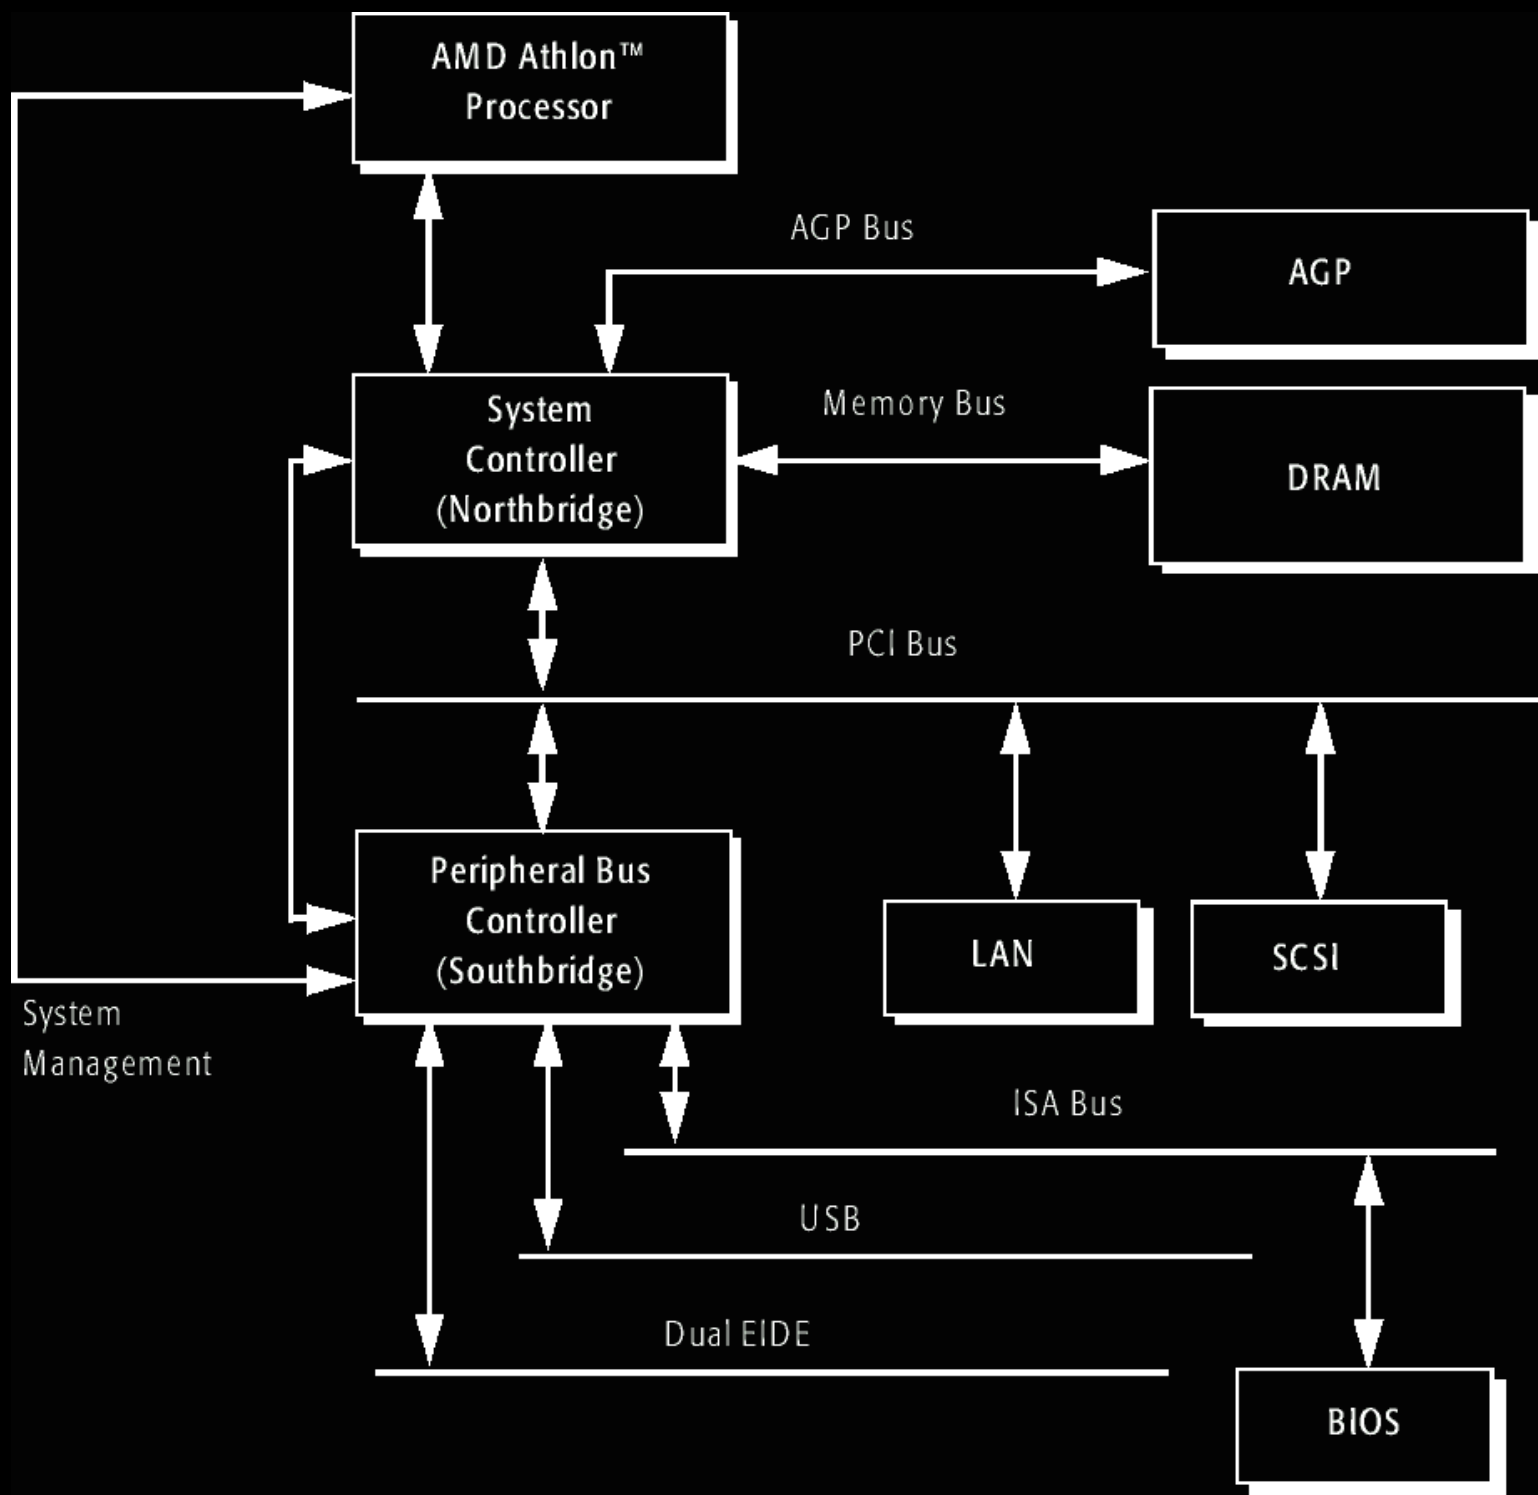 AMD Athlon™
Processor
AGP Bus
AGP
System
Controller
(Northbridge)
Memory Bus
DRAM
PCI Bus
Peripheral Bus
Controller
(Southbridge)
LAN
SCSI
System
Management
ISA Bus
USB
Dual EIDE
BIOS